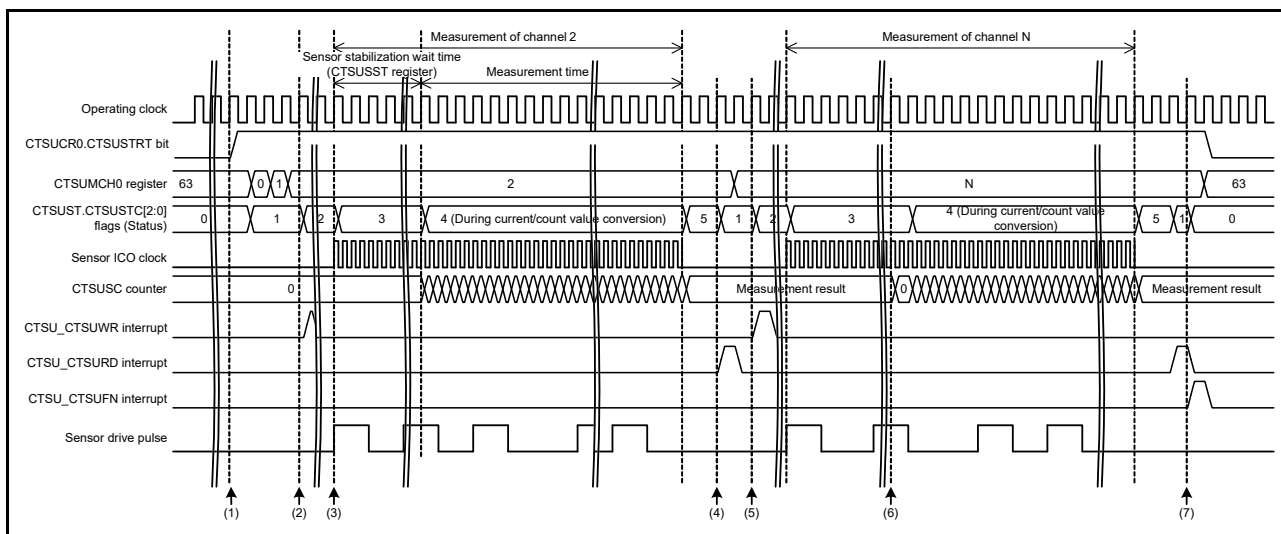 Measurement of channel 2
Measurement of channel N
Sensor stabilization wait time
(CTSUSST register)
Measurement time
Operating clock
CTSUCR0.CTSUSTRT bit
CTSUMCH0 register
63
0
1
2
N
63
CTSUST.CTSUSTC[2:0]
flags (Status)
0
1
2
3
4 (During current/count value conversion)
5
1
2
3
4 (During current/count value
conversion)
5
1
0
Sensor ICO clock
CTSUSC counter
0
Measurement result
0
Measurement result
CTSU_CTSUWR interrupt
CTSU_CTSURD interrupt
CTSU_CTSUFN interrupt
Sensor drive pulse
(1)
(2)
(3)
(4)
(5)
(6)
(7)